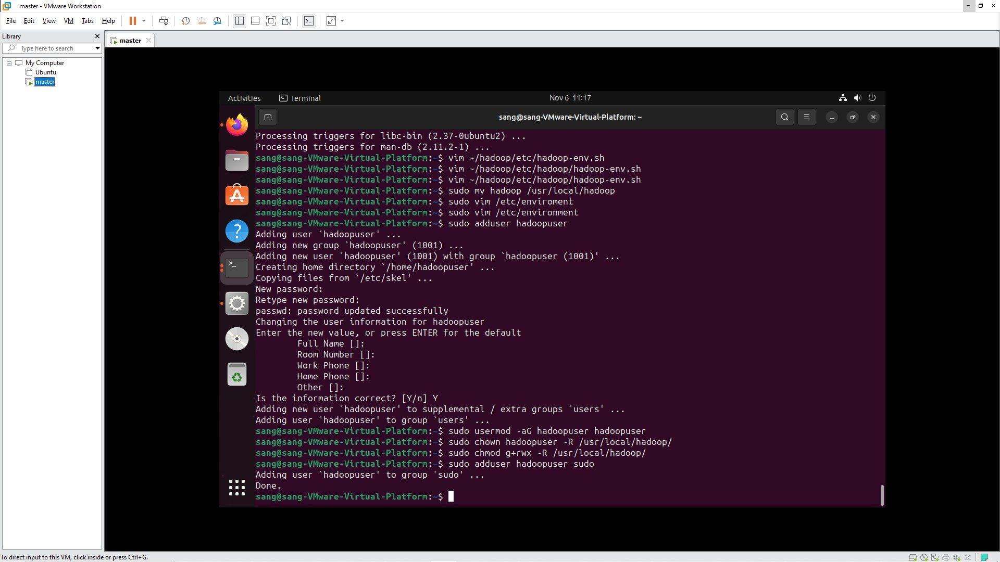 master - VMware Workstation
File Edit View VM Tabs Help
Library
Type here to search
My Computer
Ubuntu
master
master
Activities Terminal Nov 6 11:17
sang@sang-VMware-Virtual-Platform: ~
Processing triggers for libc-bin (2.37-0ubuntu2) ...
Processing triggers for man-db (2.11.2-1) ...
sang@sang-VMware-Virtual-Platform:~$ vim ~/hadoop/etc/hadoop-env.sh
sang@sang-VMware-Virtual-Platform:~$ vim ~/hadoop/etc/hadoop/hadoop-env.sh
sang@sang-VMware-Virtual-Platform:~$ vim ~/hadoop/etc/hadoop/hadoop-env.sh
sang@sang-VMware-Virtual-Platform:~$ sudo mv hadoop /usr/local/hadoop
sang@sang-VMware-Virtual-Platform:~$ sudo vim /etc/enviroment
sang@sang-VMware-Virtual-Platform:~$ sudo vim /etc/environment
sang@sang-VMware-Virtual-Platform:~$ sudo adduser hadoopuser
Adding user `hadoopuser' ...
Adding new group `hadoopuser' (1001) ...
Adding new user `hadoopuser' (1001) with group `hadoopuser (1001)' ...
Creating home directory `/home/hadoopuser' ...
Copying files from `/etc/skel' ...
New password:
Retype new password:
passwd: password updated successfully
Changing the user information for hadoopuser
Enter the new value, or press ENTER for the default
Full Name []:
Room Number []:
Work Phone []:
Home Phone []:
Other []:
Is the information correct? [Y/n] Y
Adding new user `hadoopuser' to supplemental / extra groups `users' ...
Adding user `hadoopuser' to group `users' ...
sang@sang-VMware-Virtual-Platform:~$ sudo usermod -aG hadoopuser hadoopuser
sang@sang-VMware-Virtual-Platform:~$ sudo chown hadoopuser -R /usr/local/hadoop/
sang@sang-VMware-Virtual-Platform:~$ sudo chmod g+rwx -R /usr/local/hadoop/
sang@sang-VMware-Virtual-Platform:~$ sudo adduser hadoopuser sudo
Adding user `hadoopuser' to group `sudo' ...
Done.
sang@sang-VMware-Virtual-Platform:~$
To direct input to this VM, click inside or press Ctrl+G.